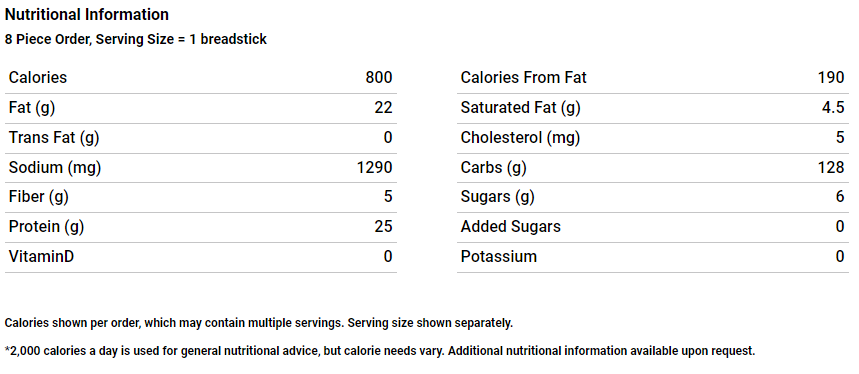 Nutritional Information
8 Piece Order, Serving Size = 1 breadstick
Calories 800 Calories From Fat 190
Fat (g) 22 Saturated Fat (g) 4.5
Trans Fat (g) 0 Cholesterol (mg) 5
Sodium (mg) 1290 Carbs (g) 128
Fiber (g) 5 Sugars (g) 6
Protein (g) 25 Added Sugars 0
VitaminD 0 Potassium 0
Calories shown per order, which may contain multiple servings. Serving size shown separately.
*2,000 calories a day is used for general nutritional advice, but calorie needs vary. Additional nutritional information available upon request.